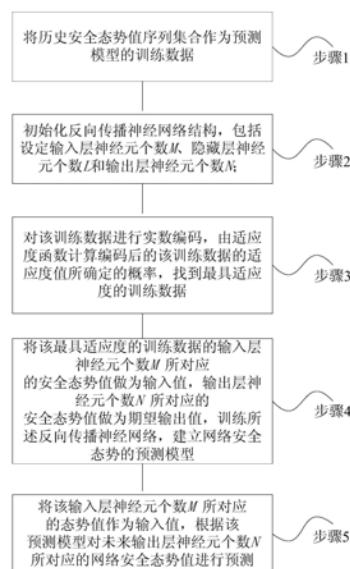 将历史安全态势值序列集合作为预测
模型的训练数据
步骤1
初始化反向传播神经网络结构，包括
设定输入层神经元个数M、隐藏层神经
元个数L和输出层神经元个数N;
步骤2
对该训练数据进行实数编码，由适应
度函数计算编码后的该训练数据的适
应度值所确定的概率，找到最具适应
度的训练数据
步骤3
将该最具适应度的训练数据的输入层
神经元个数M 所对应
的安全态势值做为输入值，输出层神
经元个数N 所对应的
安全态势值做为期望输出值，训练所
述反向传播神经网络，建立网络安全
态势的预测模型
步骤4
将该输入层神经元个数M 所对应
的态势值作为输入值，根据该
预测模型对未来输出层神经元个数N
所对应的网络安全态势值进行预测
步骤5